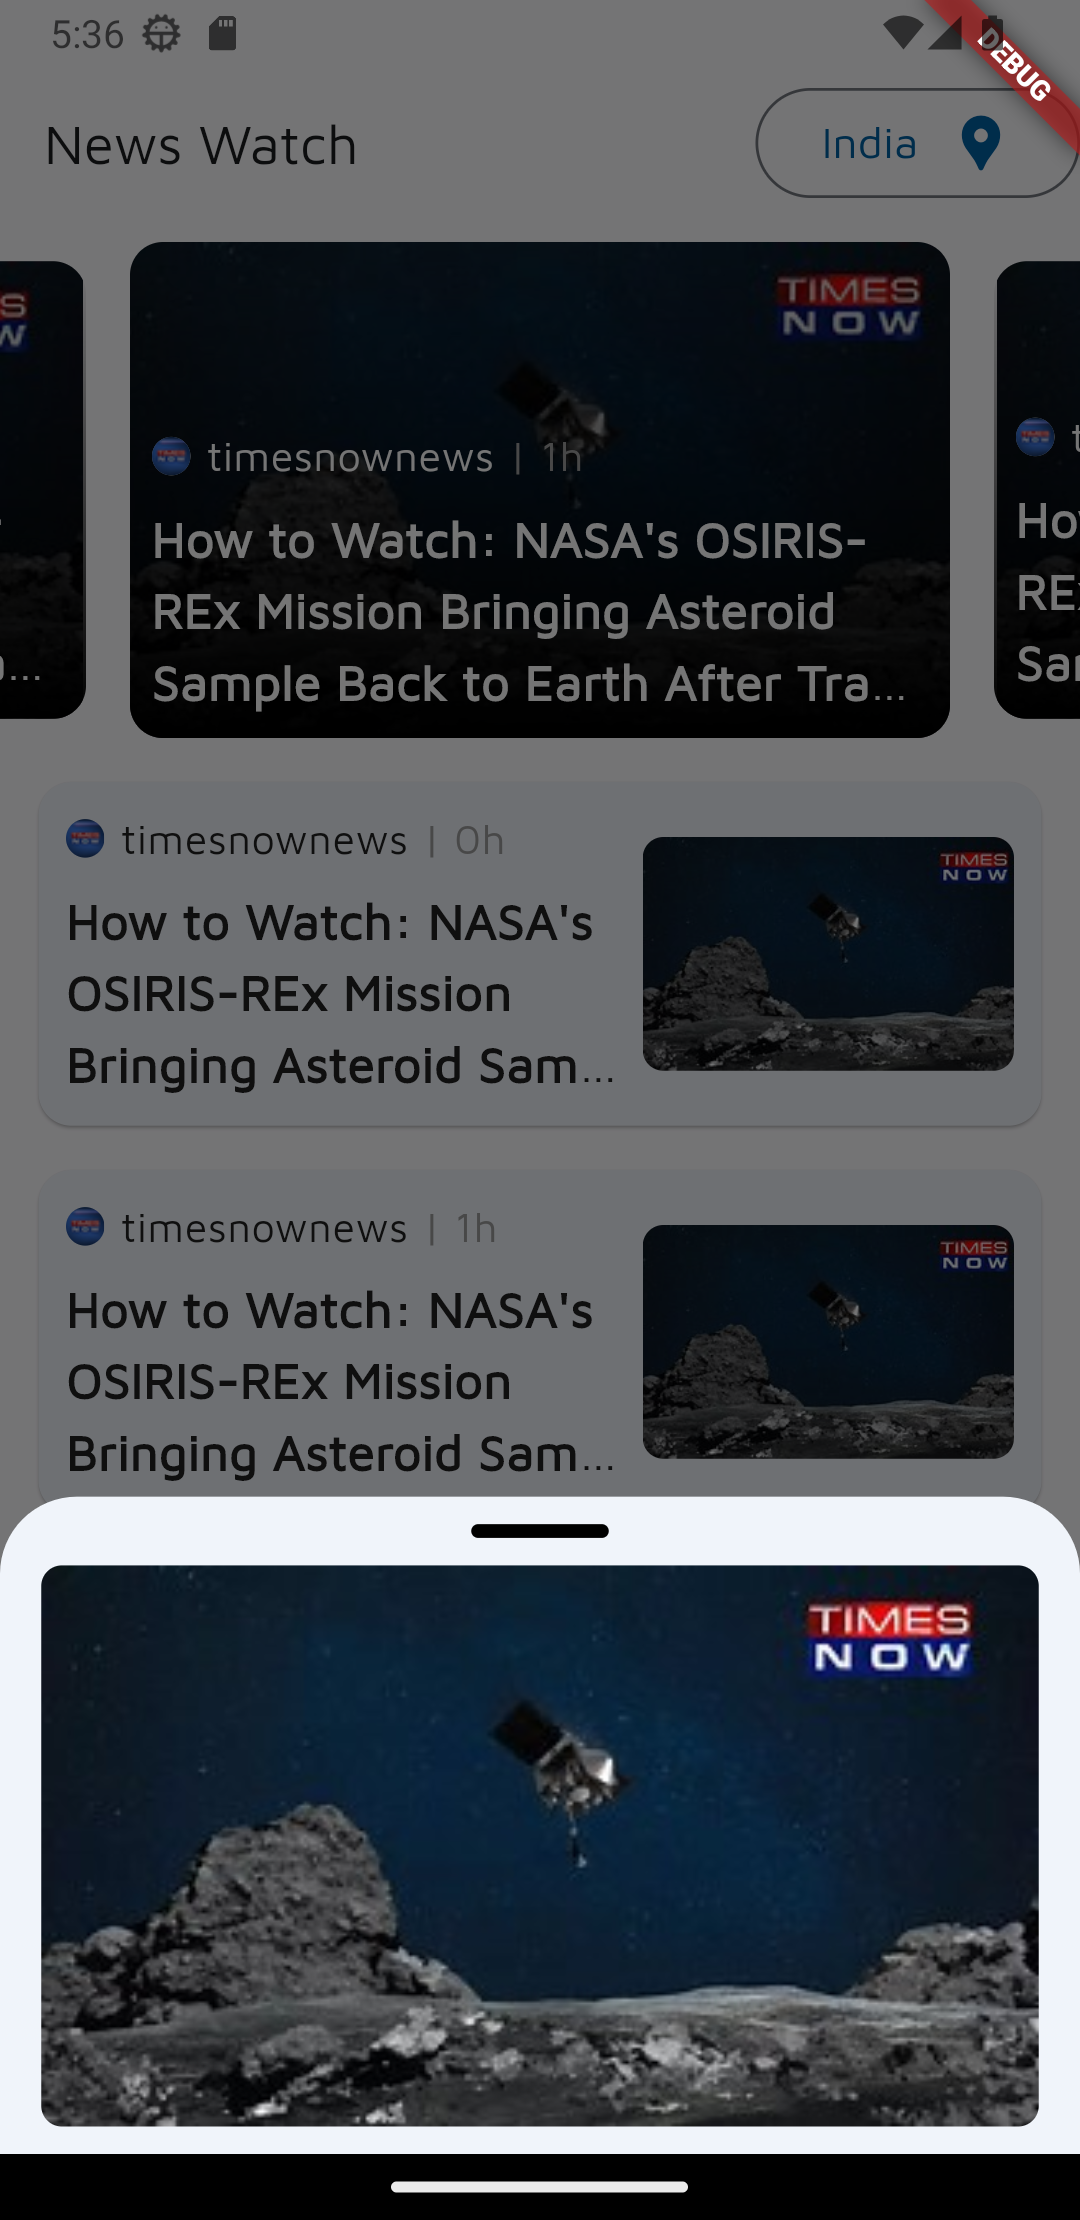 5:36
DEBUG
News Watch
India
S
W
TIMES
NOW
timesnownews | 1h
How to Watch: NASA's OSIRIS-
REx Mission Bringing Asteroid
Sample Back to Earth After Tra...
t
Ho
RE
Sa
timesnownews | 0h
How to Watch: NASA's
OSIRIS-REx Mission
Bringing Asteroid Sam...
TIMES
NOW
timesnownews | 1h
How to Watch: NASA's
OSIRIS-REx Mission
Bringing Asteroid Sam...
TIMES
NOW
TIMES
NOW